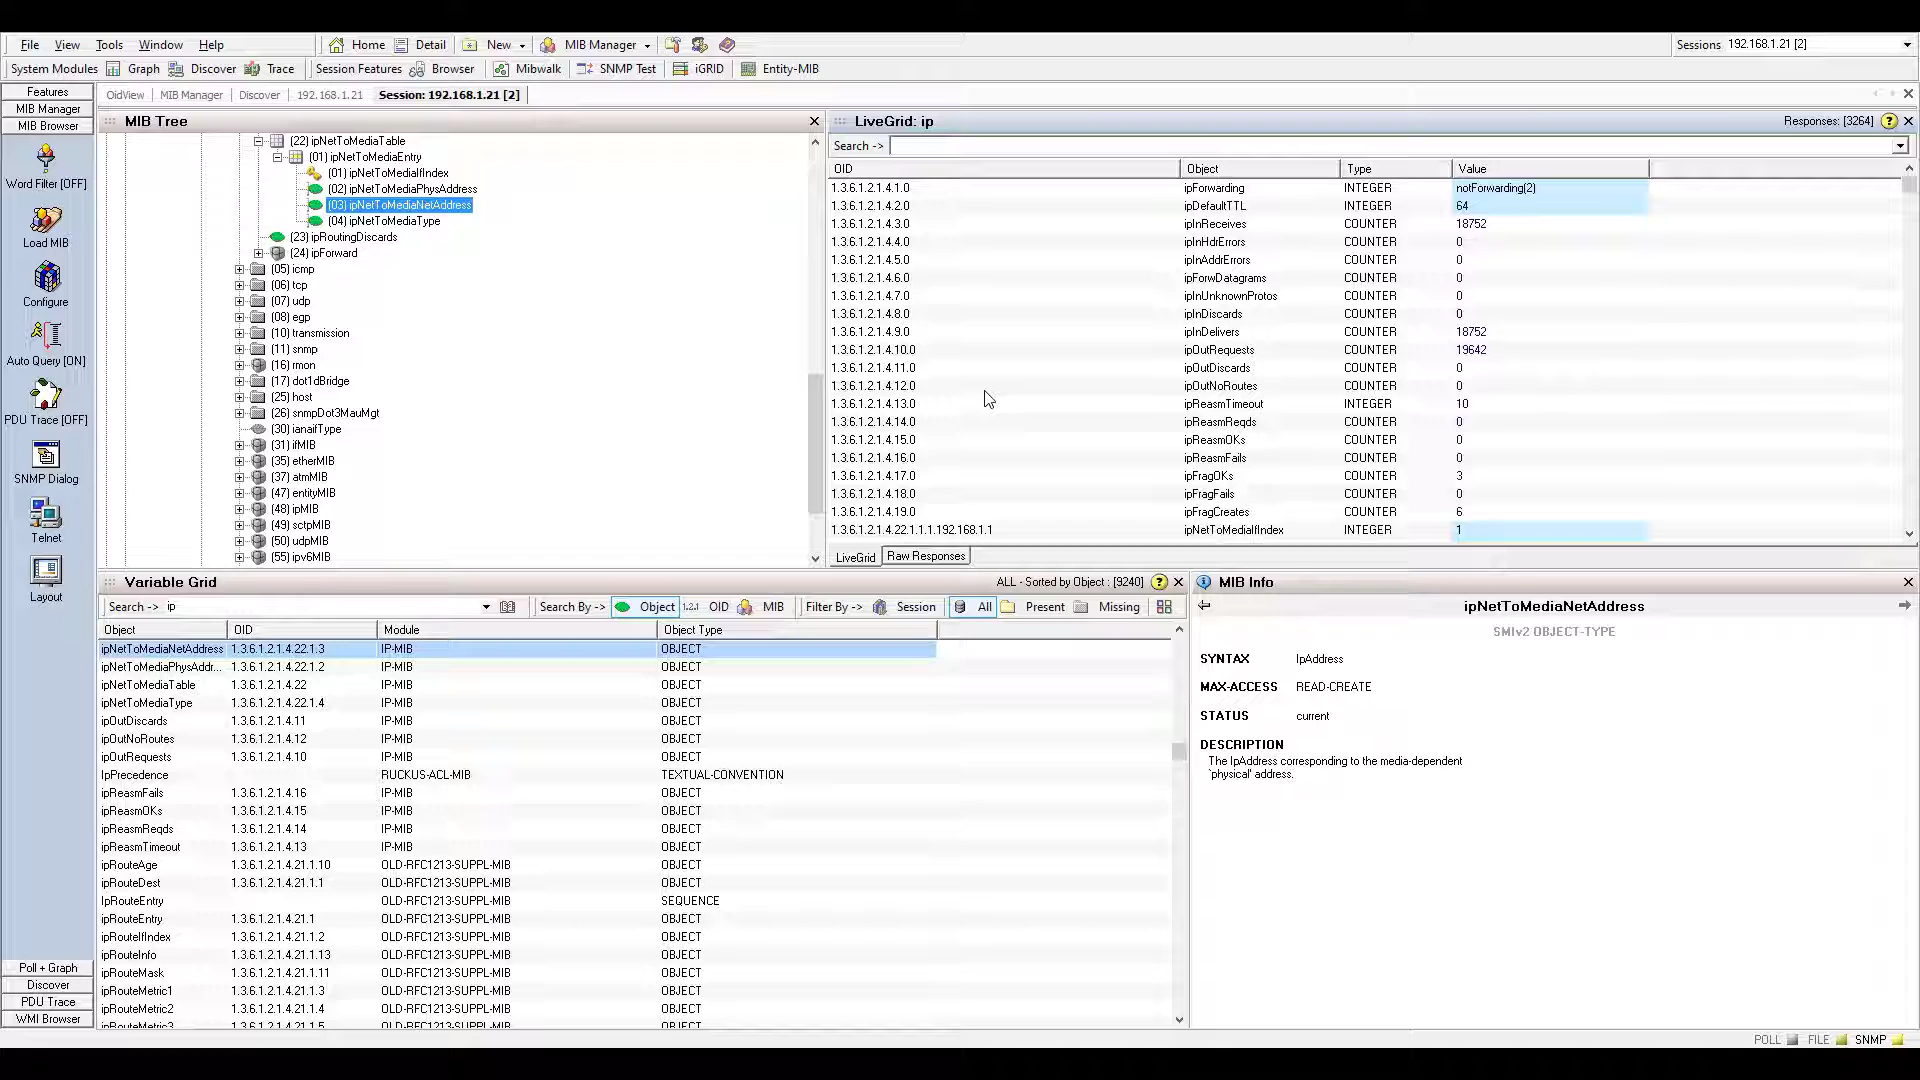 File View Tools Window Help Home Detail New MIB Manager Sessions 192.168.1.21 [2]
System Modules Graph Discover Trace Session Features Browser Mibwalk SNMP Test iGRID Entity-MIB
Features
MIB Manager
MIB Browser
Word Filter [OFF]
Load MIB
Configure
Auto Query [ON]
PDU Trace [OFF]
SNMP Dialog
Telnet
Layout
Poll + Graph
Discover
PDU Trace
WMI Browser
OidView MIB Manager Discover 192.168.1.21 Session: 192.168.1.21 [2]
MIB Tree
(22) ipNetToMediaTable
(01) ipNetToMediaEntry
(01) ipNetToMediaIfIndex
(02) ipNetToMediaPhysAddress
(03) ipNetToMediaNetAddress
(04) ipNetToMediaType
(23) ipRoutingDiscards
(24) ipForward
(05) icmp
(06) tcp
(07) udp
(08) egp
(10) transmission
(11) snmp
(16) rmon
(17) dot1dBridge
(25) host
(26) snmpDot3MauMgt
(30) ianaifType
(31) ifMIB
(35) etherMIB
(37) atmMIB
(47) entityMIB
(48) ipMIB
(49) sctpMIB
(50) udpMIB
(55) ipv6MIB
LiveGrid: ip Responses: [3264] ?
Search ->
OID Object Type Value
1.3.6.1.2.1.4.1.0 ipForwarding INTEGER notForwarding(2)
1.3.6.1.2.1.4.2.0 ipDefaultTTL INTEGER 64
1.3.6.1.2.1.4.3.0 ipInReceives COUNTER 18752
1.3.6.1.2.1.4.4.0 ipInHdrErrors COUNTER 0
1.3.6.1.2.1.4.5.0 ipInAddrErrors COUNTER 0
1.3.6.1.2.1.4.6.0 ipForwDatagrams COUNTER 0
1.3.6.1.2.1.4.7.0 ipInUnknownProtos COUNTER 0
1.3.6.1.2.1.4.8.0 ipInDiscards COUNTER 0
1.3.6.1.2.1.4.9.0 ipInDelivers COUNTER 18752
1.3.6.1.2.1.4.10.0 ipOutRequests COUNTER 19642
1.3.6.1.2.1.4.11.0 ipOutDiscards COUNTER 0
1.3.6.1.2.1.4.12.0 ipOutNoRoutes COUNTER 0
1.3.6.1.2.1.4.13.0 ipReasmTimeout INTEGER 10
1.3.6.1.2.1.4.14.0 ipReasmReqds COUNTER 0
1.3.6.1.2.1.4.15.0 ipReasmOKs COUNTER 0
1.3.6.1.2.1.4.16.0 ipReasmFails COUNTER 0
1.3.6.1.2.1.4.17.0 ipFragOKs COUNTER 3
1.3.6.1.2.1.4.18.0 ipFragFails COUNTER 0
1.3.6.1.2.1.4.19.0 ipFragCreates COUNTER 6
1.3.6.1.2.1.4.22.1.1.1.192.168.1.1 ipNetToMediaIfIndex INTEGER 1
LiveGrid Raw Responses
Variable Grid ALL - Sorted by Object : [9240] ?
Search -> ip Search By -> Object 1.2.1 OID MIB Filter By -> Session All Present Missing
Object OID Module Object Type
ipNetToMediaNetAddress 1.3.6.1.2.1.4.22.1.3 IP-MIB OBJECT
ipNetToMediaPhysAddr... 1.3.6.1.2.1.4.22.1.2 IP-MIB OBJECT
ipNetToMediaTable 1.3.6.1.2.1.4.22 IP-MIB OBJECT
ipNetToMediaType 1.3.6.1.2.1.4.22.1.4 IP-MIB OBJECT
ipOutDiscards 1.3.6.1.2.1.4.11 IP-MIB OBJECT
ipOutNoRoutes 1.3.6.1.2.1.4.12 IP-MIB OBJECT
ipOutRequests 1.3.6.1.2.1.4.10 IP-MIB OBJECT
IpPrecedence RUCKUS-ACL-MIB TEXTUAL-CONVENTION
ipReasmFails 1.3.6.1.2.1.4.16 IP-MIB OBJECT
ipReasmOKs 1.3.6.1.2.1.4.15 IP-MIB OBJECT
ipReasmReqds 1.3.6.1.2.1.4.14 IP-MIB OBJECT
ipReasmTimeout 1.3.6.1.2.1.4.13 IP-MIB OBJECT
ipRouteAge 1.3.6.1.2.1.4.21.1.10 OLD-RFC1213-SUPPL-MIB OBJECT
ipRouteDest 1.3.6.1.2.1.4.21.1.1 OLD-RFC1213-SUPPL-MIB OBJECT
IpRouteEntry OLD-RFC1213-SUPPL-MIB SEQUENCE
ipRouteEntry 1.3.6.1.2.1.4.21.1 OLD-RFC1213-SUPPL-MIB OBJECT
ipRouteIfIndex 1.3.6.1.2.1.4.21.1.2 OLD-RFC1213-SUPPL-MIB OBJECT
ipRouteInfo 1.3.6.1.2.1.4.21.1.13 OLD-RFC1213-SUPPL-MIB OBJECT
ipRouteMask 1.3.6.1.2.1.4.21.1.11 OLD-RFC1213-SUPPL-MIB OBJECT
ipRouteMetric1 1.3.6.1.2.1.4.21.1.3 OLD-RFC1213-SUPPL-MIB OBJECT
ipRouteMetric2 1.3.6.1.2.1.4.21.1.4 OLD-RFC1213-SUPPL-MIB OBJECT
ipRouteMetric3 1.3.6.1.2.1.4.21.1.5 OLD-RFC1213-SUPPL-MIB OBJECT
MIB Info
ipNetToMediaNetAddress
SMIv2 OBJECT-TYPE
SYNTAX IpAddress
MAX-ACCESS READ-CREATE
STATUS current
DESCRIPTION
The IpAddress corresponding to the media-dependent
`physical' address.
POLL FILE SNMP